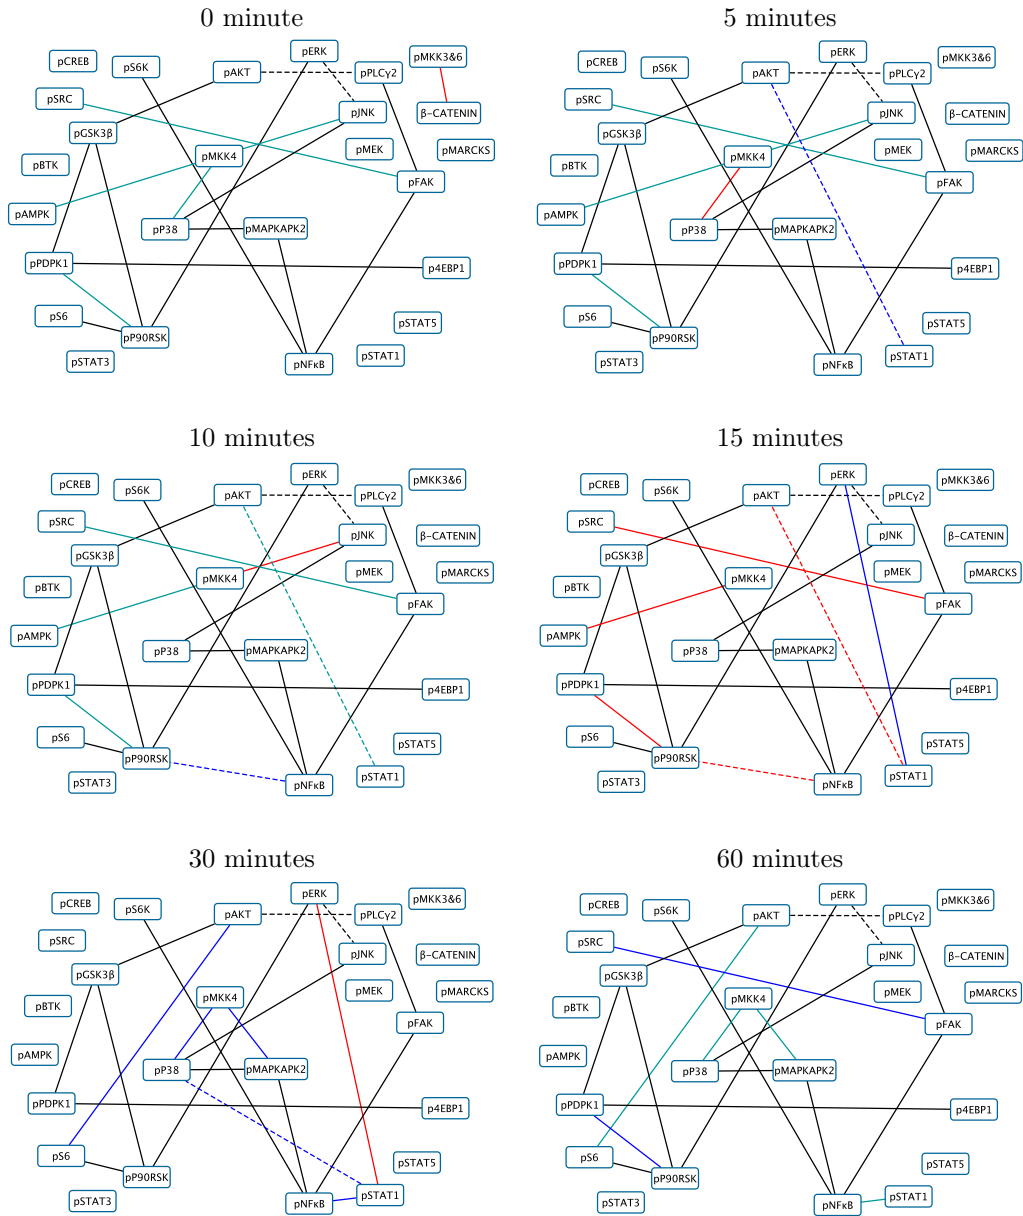 0 minute
pERK
pMKK3&6
pCREB
pS6K
pAKT
pPLCγ2
pSRC
pJNK
β-CATENIN
pGSK3β
pMEK
pMARCKS
pBTK
pMKK4
pFAK
pAMPK
pP38
pMAPKAPK2
pPDPK1
p4EBP1
pS6
pSTAT5
pP90RSK
pSTAT3
pNFκB
pSTAT1
5 minutes
pERK
pMKK3&6
pCREB
pS6K
pAKT
pPLCγ2
pSRC
pJNK
β-CATENIN
pGSK3β
pMEK
pMARCKS
pBTK
pMKK4
pFAK
pAMPK
pP38
pMAPKAPK2
pPDPK1
p4EBP1
pS6
pSTAT5
pP90RSK
pSTAT3
pNFκB
pSTAT1
10 minutes
pERK
pMKK3&6
pCREB
pS6K
pAKT
pPLCγ2
pSRC
pJNK
β-CATENIN
pGSK3β
pMEK
pMARCKS
pBTK
pMKK4
pFAK
pAMPK
pP38
pMAPKAPK2
pPDPK1
p4EBP1
pS6
pSTAT5
pP90RSK
pSTAT3
pNFκB
pSTAT1
15 minutes
pERK
pMKK3&6
pCREB
pS6K
pAKT
pPLCγ2
pSRC
pJNK
β-CATENIN
pGSK3β
pMEK
pMARCKS
pBTK
pMKK4
pFAK
pAMPK
pP38
pMAPKAPK2
pPDPK1
p4EBP1
pS6
pSTAT5
pP90RSK
pSTAT3
pNFκB
pSTAT1
30 minutes
pERK
pMKK3&6
pCREB
pS6K
pAKT
pPLCγ2
pSRC
pJNK
β-CATENIN
pGSK3β
pMEK
pMARCKS
pBTK
pMKK4
pFAK
pAMPK
pP38
pMAPKAPK2
pPDPK1
p4EBP1
pS6
pSTAT5
pP90RSK
pSTAT3
pNFκB
pSTAT1
60 minutes
pERK
pMKK3&6
pCREB
pS6K
pAKT
pPLCγ2
pSRC
pJNK
β-CATENIN
pGSK3β
pMEK
pMARCKS
pBTK
pMKK4
pFAK
pAMPK
pP38
pMAPKAPK2
pPDPK1
p4EBP1
pS6
pSTAT5
pP90RSK
pSTAT3
pNFκB
pSTAT1